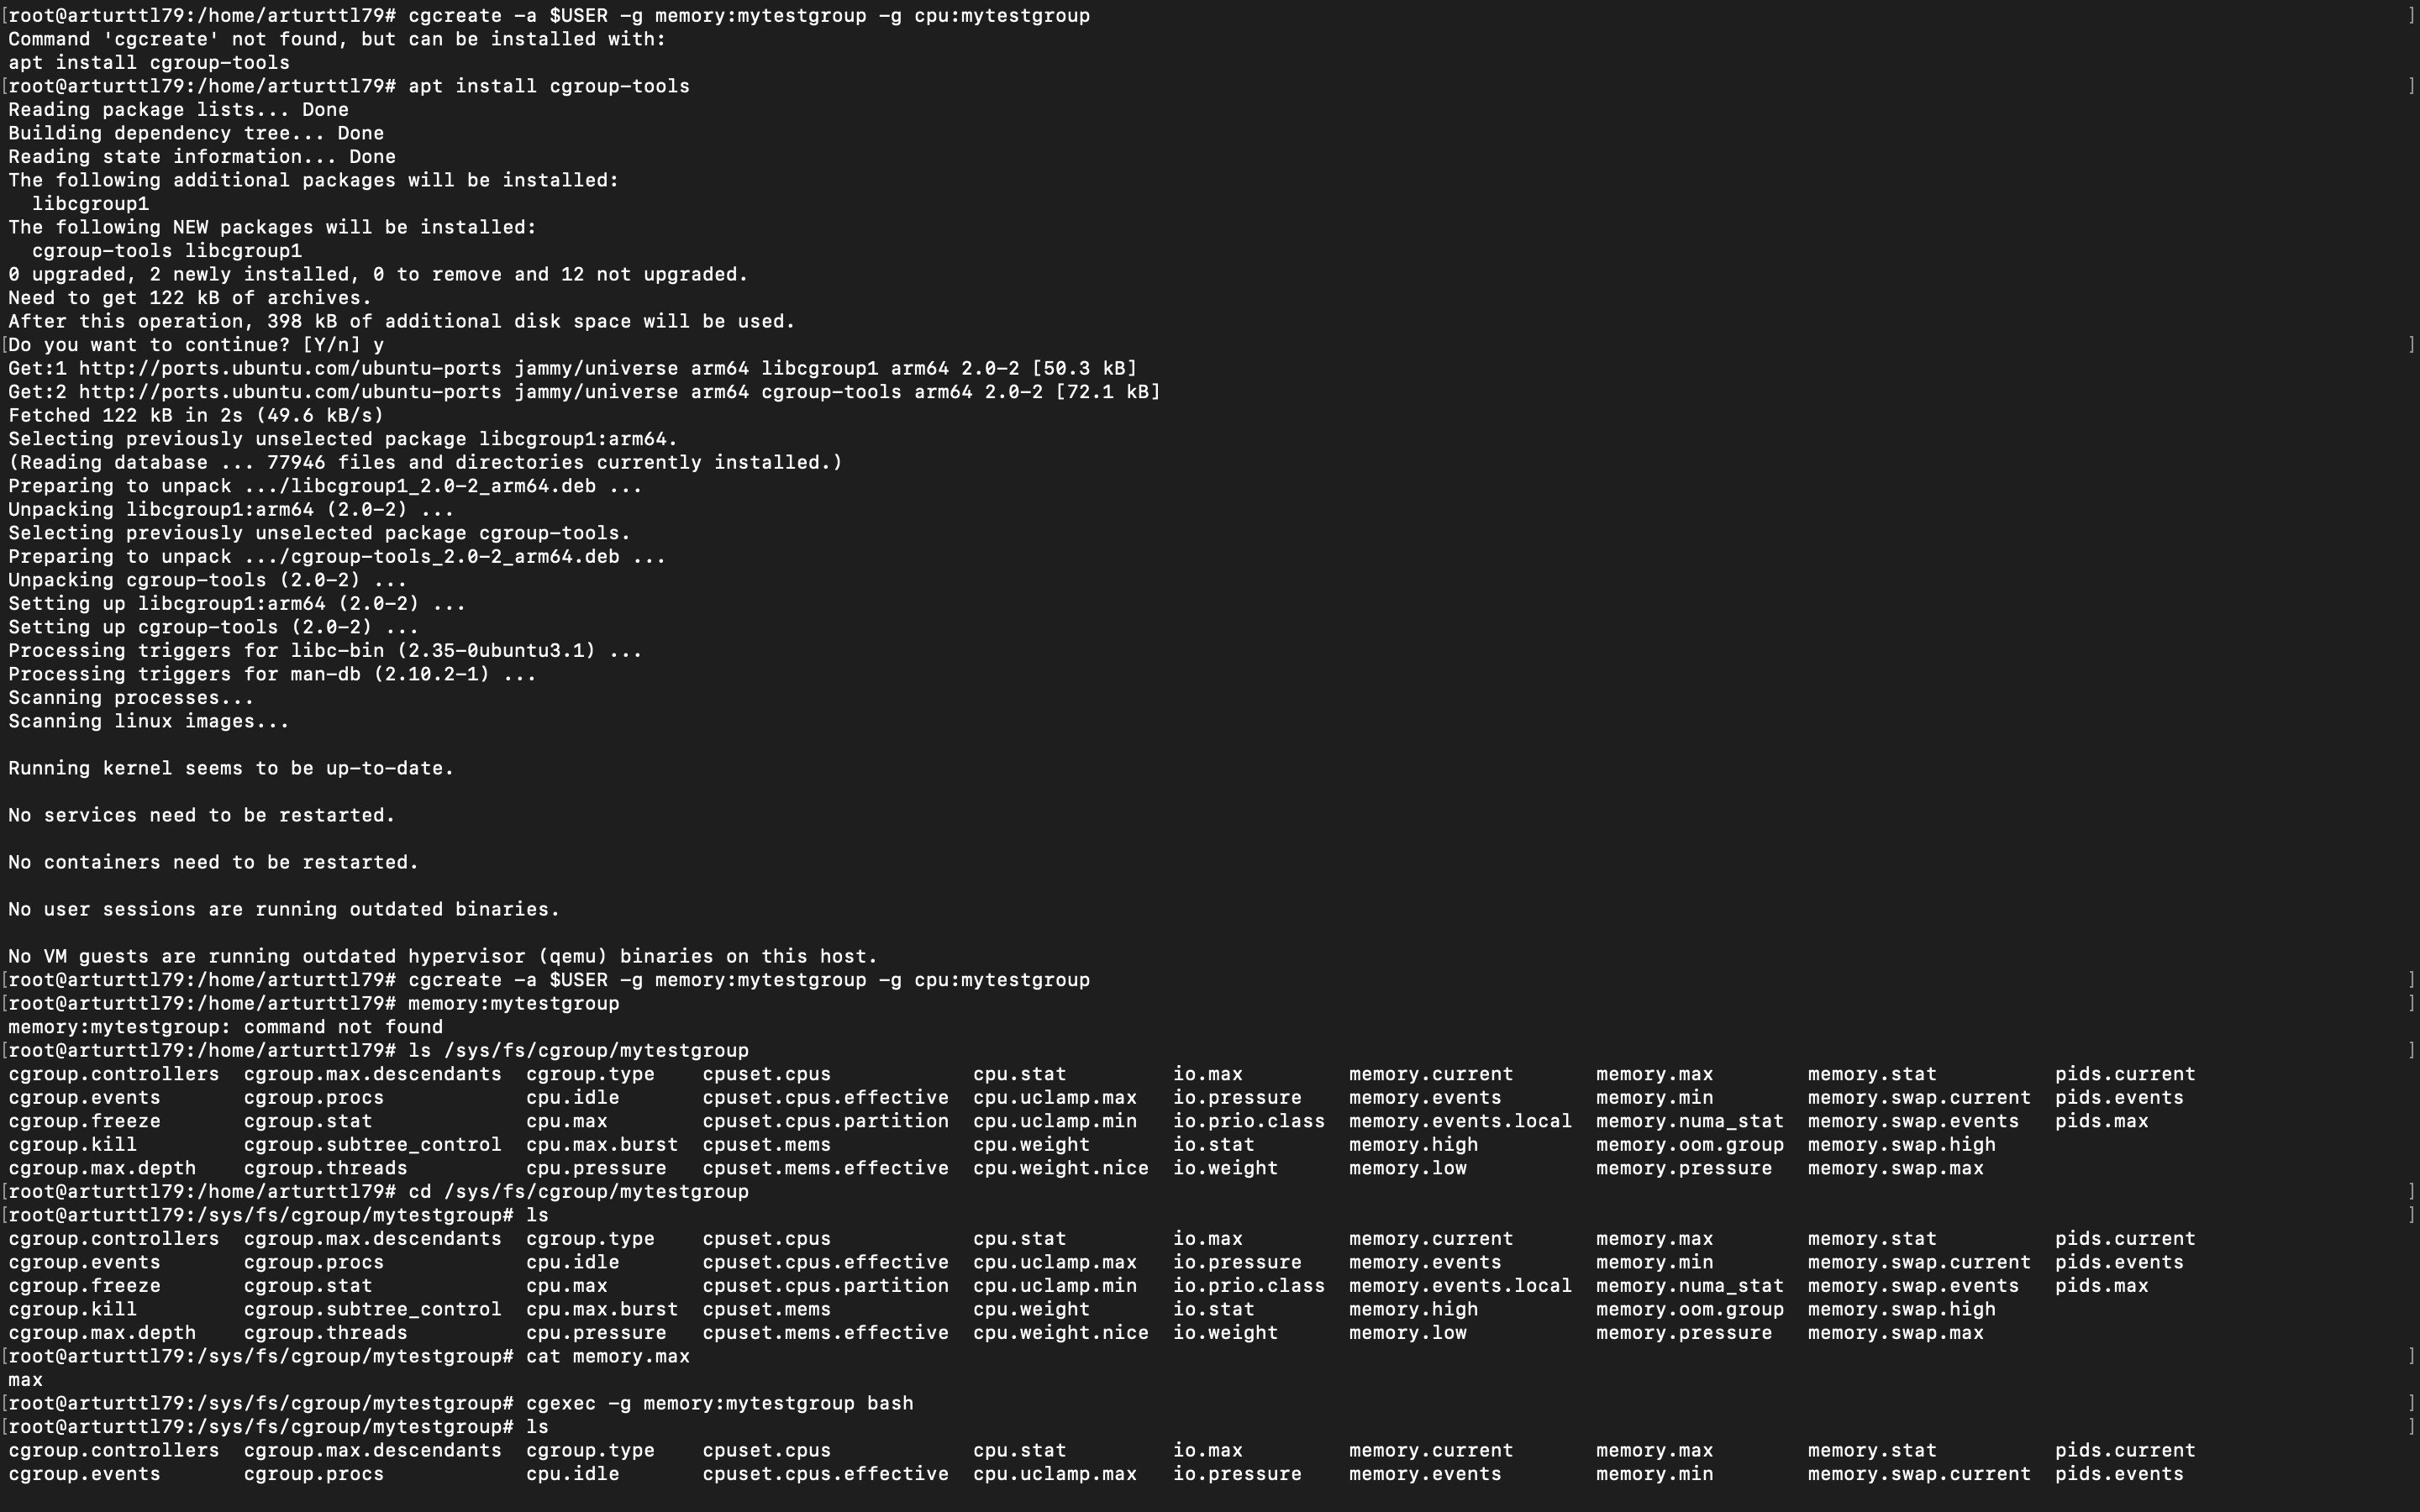 [root@arturttl79:/home/arturttl79# cgcreate -a $USER -g memory:mytestgroup -g cpu:mytestgroup ]
Command 'cgcreate' not found, but can be installed with:
apt install cgroup-tools
[root@arturttl79:/home/arturttl79# apt install cgroup-tools ]
Reading package lists... Done
Building dependency tree... Done
Reading state information... Done
The following additional packages will be installed:
  libcgroup1
The following NEW packages will be installed:
  cgroup-tools libcgroup1
0 upgraded, 2 newly installed, 0 to remove and 12 not upgraded.
Need to get 122 kB of archives.
After this operation, 398 kB of additional disk space will be used.
[Do you want to continue? [Y/n] y ]
Get:1 http://ports.ubuntu.com/ubuntu-ports jammy/universe arm64 libcgroup1 arm64 2.0-2 [50.3 kB]
Get:2 http://ports.ubuntu.com/ubuntu-ports jammy/universe arm64 cgroup-tools arm64 2.0-2 [72.1 kB]
Fetched 122 kB in 2s (49.6 kB/s)
Selecting previously unselected package libcgroup1:arm64.
(Reading database ... 77946 files and directories currently installed.)
Preparing to unpack .../libcgroup1_2.0-2_arm64.deb ...
Unpacking libcgroup1:arm64 (2.0-2) ...
Selecting previously unselected package cgroup-tools.
Preparing to unpack .../cgroup-tools_2.0-2_arm64.deb ...
Unpacking cgroup-tools (2.0-2) ...
Setting up libcgroup1:arm64 (2.0-2) ...
Setting up cgroup-tools (2.0-2) ...
Processing triggers for libc-bin (2.35-0ubuntu3.1) ...
Processing triggers for man-db (2.10.2-1) ...
Scanning processes...
Scanning linux images...
Running kernel seems to be up-to-date.
No services need to be restarted.
No containers need to be restarted.
No user sessions are running outdated binaries.
No VM guests are running outdated hypervisor (qemu) binaries on this host.
[root@arturttl79:/home/arturttl79# cgcreate -a $USER -g memory:mytestgroup -g cpu:mytestgroup ]
[root@arturttl79:/home/arturttl79# memory:mytestgroup ]
memory:mytestgroup: command not found
[root@arturttl79:/home/arturttl79# ls /sys/fs/cgroup/mytestgroup ]
cgroup.controllers  cgroup.max.descendants  cgroup.type    cpuset.cpus            cpu.stat         io.max         memory.current       memory.max        memory.stat          pids.current
cgroup.events       cgroup.procs            cpu.idle       cpuset.cpus.effective  cpu.uclamp.max   io.pressure    memory.events        memory.min        memory.swap.current  pids.events
cgroup.freeze       cgroup.stat             cpu.max        cpuset.cpus.partition  cpu.uclamp.min   io.prio.class  memory.events.local  memory.numa_stat  memory.swap.events   pids.max
cgroup.kill         cgroup.subtree_control  cpu.max.burst  cpuset.mems            cpu.weight       io.stat        memory.high          memory.oom.group  memory.swap.high
cgroup.max.depth    cgroup.threads          cpu.pressure   cpuset.mems.effective  cpu.weight.nice  io.weight      memory.low           memory.pressure   memory.swap.max
[root@arturttl79:/home/arturttl79# cd /sys/fs/cgroup/mytestgroup ]
[root@arturttl79:/sys/fs/cgroup/mytestgroup# ls ]
cgroup.controllers  cgroup.max.descendants  cgroup.type    cpuset.cpus            cpu.stat         io.max         memory.current       memory.max        memory.stat          pids.current
cgroup.events       cgroup.procs            cpu.idle       cpuset.cpus.effective  cpu.uclamp.max   io.pressure    memory.events        memory.min        memory.swap.current  pids.events
cgroup.freeze       cgroup.stat             cpu.max        cpuset.cpus.partition  cpu.uclamp.min   io.prio.class  memory.events.local  memory.numa_stat  memory.swap.events   pids.max
cgroup.kill         cgroup.subtree_control  cpu.max.burst  cpuset.mems            cpu.weight       io.stat        memory.high          memory.oom.group  memory.swap.high
cgroup.max.depth    cgroup.threads          cpu.pressure   cpuset.mems.effective  cpu.weight.nice  io.weight      memory.low           memory.pressure   memory.swap.max
[root@arturttl79:/sys/fs/cgroup/mytestgroup# cat memory.max ]
max
[root@arturttl79:/sys/fs/cgroup/mytestgroup# cgexec -g memory:mytestgroup bash ]
[root@arturttl79:/sys/fs/cgroup/mytestgroup# ls ]
cgroup.controllers  cgroup.max.descendants  cgroup.type    cpuset.cpus            cpu.stat         io.max         memory.current       memory.max        memory.stat          pids.current
cgroup.events       cgroup.procs            cpu.idle       cpuset.cpus.effective  cpu.uclamp.max   io.pressure    memory.events        memory.min        memory.swap.current  pids.events